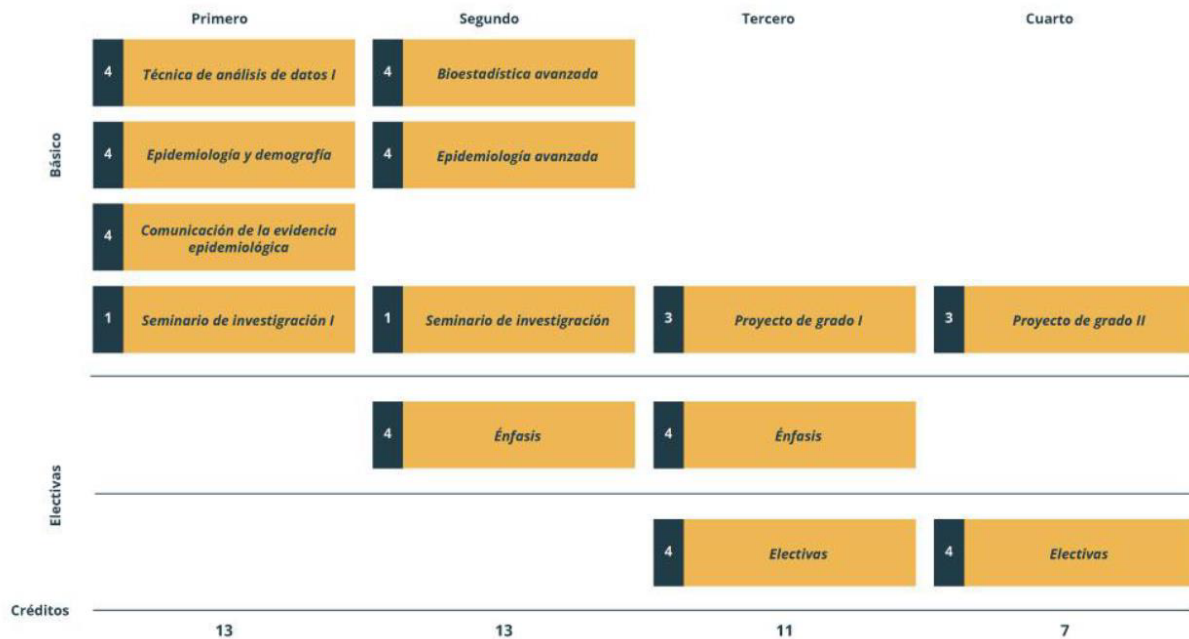 Primero
Segundo
Tercero
Cuarto
Básico
4
Técnica de análisis de datos I
4
Bioestadística avanzada
4
Epidemiología y demografía
4
Epidemiología avanzada
4
Comunicación de la evidencia
epidemiológica
1
Seminario de investigración I
1
Seminario de investigración
3
Proyecto de grado I
3
Proyecto de grado II
Electivas
4
Énfasis
4
Énfasis
4
Electivas
4
Electivas
Créditos
13
13
11
7